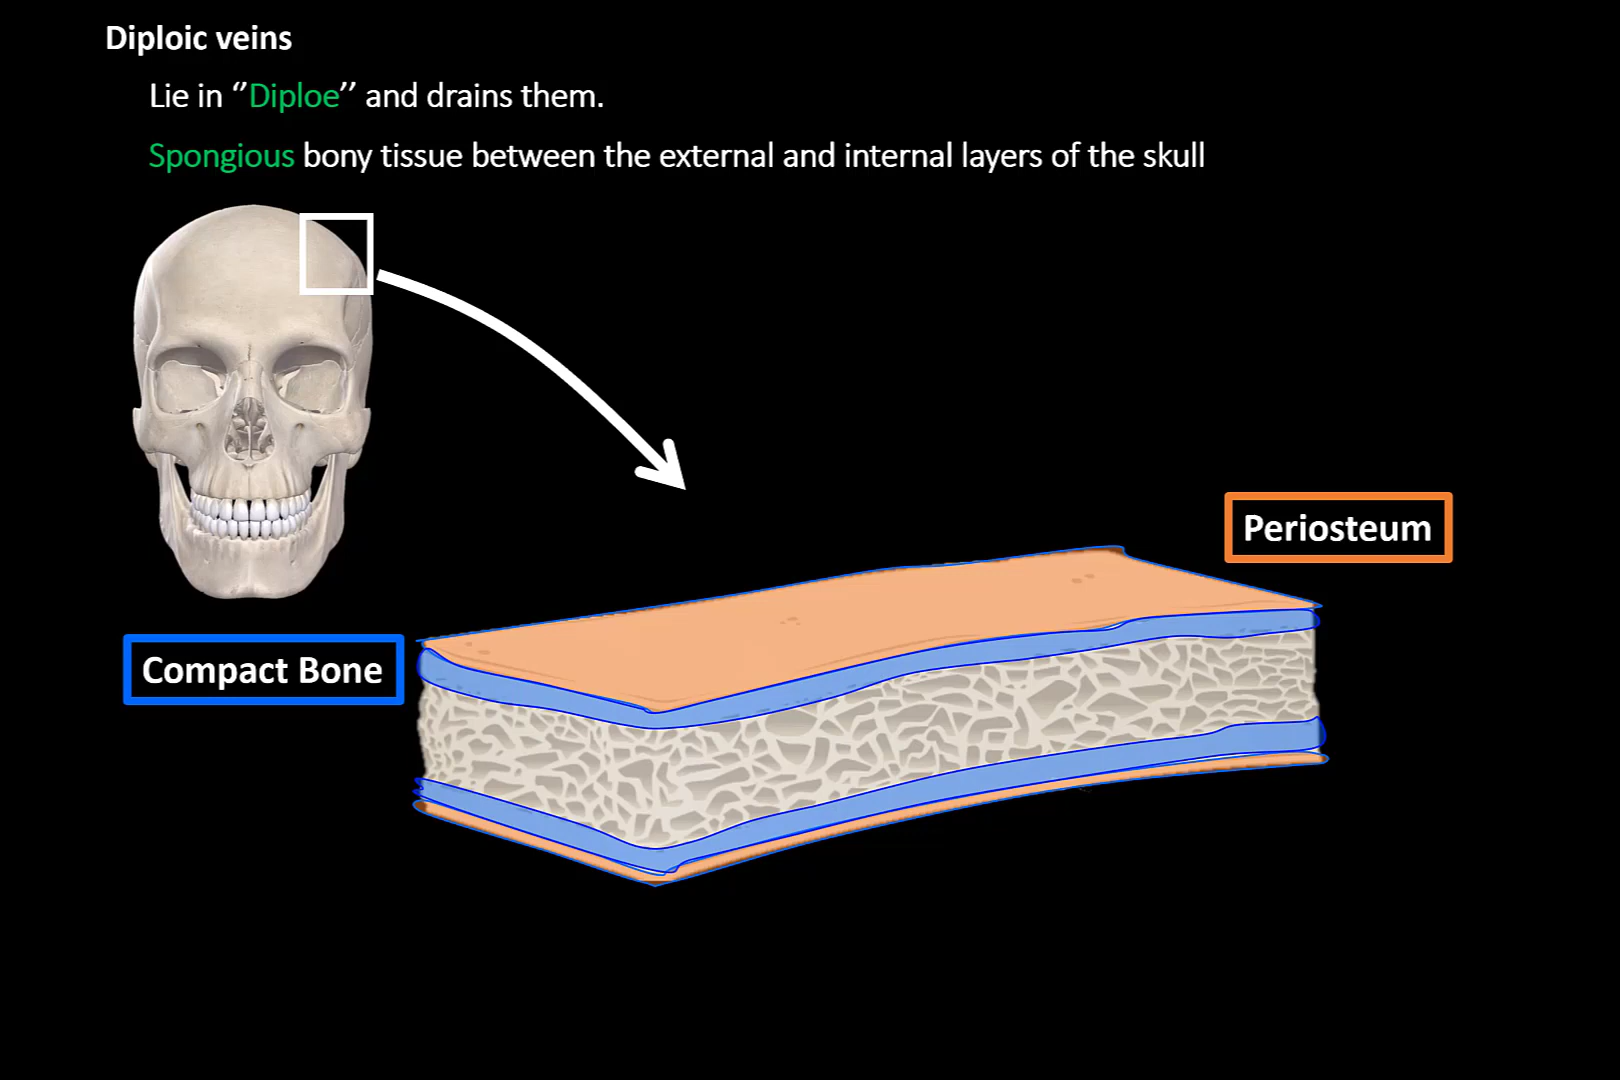 Diploic veins
Lie in ‘’Diploe’’ and drains them.
Spongious bony tissue between the external and internal layers of the skull
Periosteum
Compact Bone